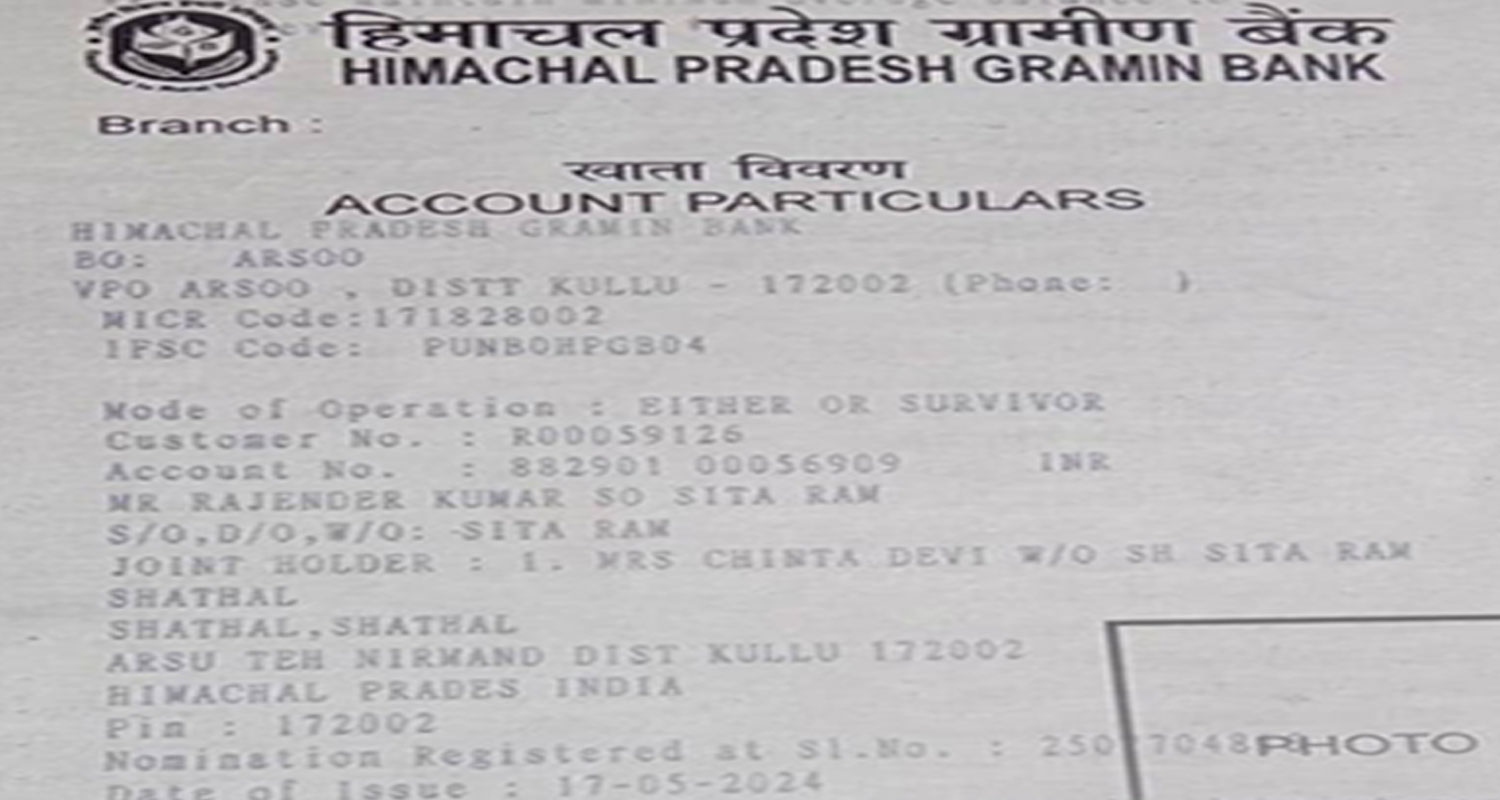 हिमाचल प्रदेश ग्रामीण बैंक
HIMACHAL PRADESH GRAMIN BANK
Branch :
खाता विवरण
ACCOUNT PARTICULARS
HIMACHAL PRADESH GRAMIN BANK
BO: ARSOO
VPO ARSOO , DISTT KULLU - 172002 (Phone: )
MICR Code:171828002
IFSC Code: PUNB0HPGB04
Mode of Operation : EITHER OR SURVIVOR
Customer No. : R00059126
Account No. : 882901 00056909 INR
MR RAJENDER KUMAR SO SITA RAM
S/O,D/O,W/O: SITA RAM
JOINT HOLDER : 1. MRS CHINTA DEVI W/O SH SITA RAM
SHATHAL
SHATHAL,SHATHAL
ARSU TEH NIRMAND DIST KULLU 172002
HIMACHAL PRADES INDIA
Pin : 172002
Nomination Registered at Sl.No. :
PHOTO
Date of Issue : 17-05-2024